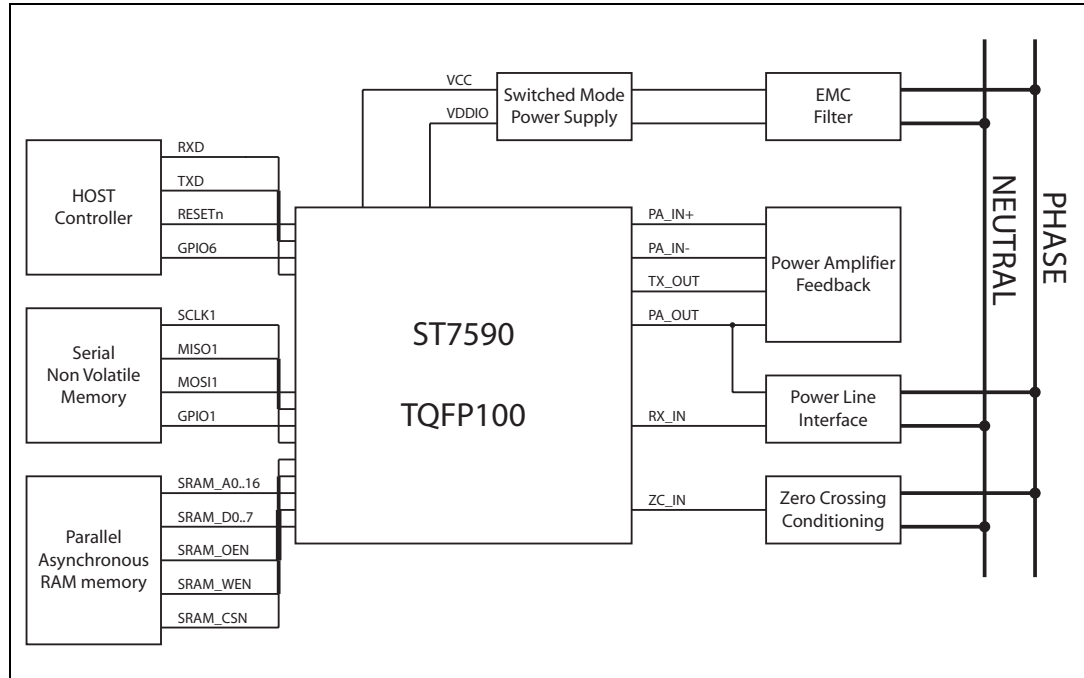 VCC
VDDIO
Switched Mode
Power Supply
EMC
Filter
HOST
Controller
RXD
TXD
RESETn
GPIO6
Serial
Non Volatile
Memory
SCLK1
MISO1
MOSI1
GPIO1
Parallel
Asynchronous
RAM memory
SRAM_A0..16
SRAM_D0..7
SRAM_OEN
SRAM_WEN
SRAM_CSN
ST7590
TQFP100
PA_IN+
PA_IN-
TX_OUT
PA_OUT
Power Amplifier
Feedback
RX_IN
Power Line
Interface
ZC_IN
Zero Crossing
Conditioning
NEUTRAL
PHASE